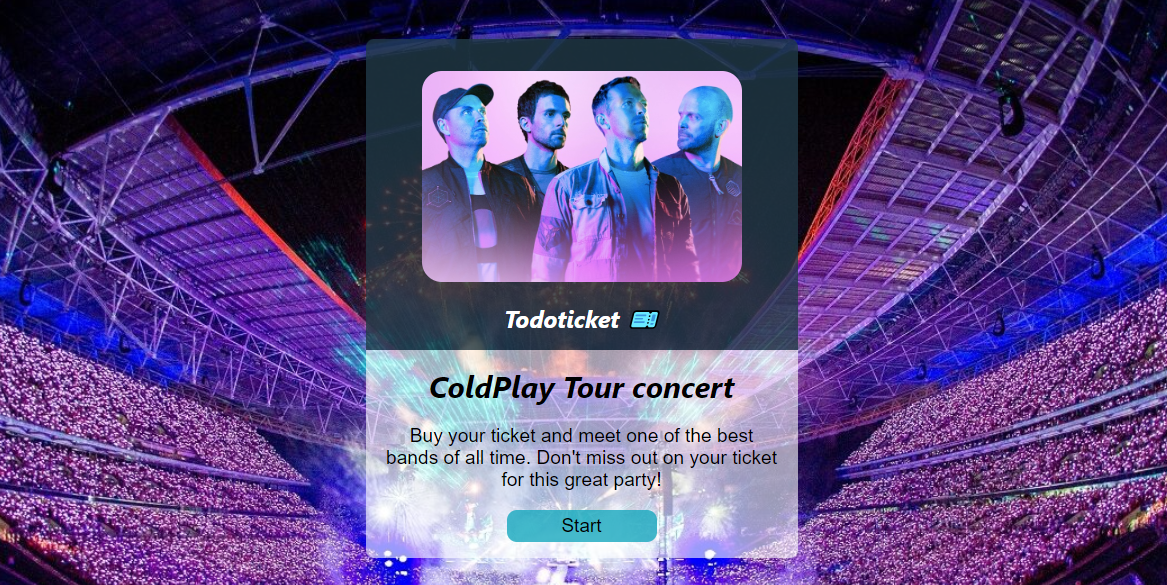 Todoticket
ColdPlay Tour concert
Buy your ticket and meet one of the best
bands of all time. Don't miss out on your ticket
for this great party!
Start